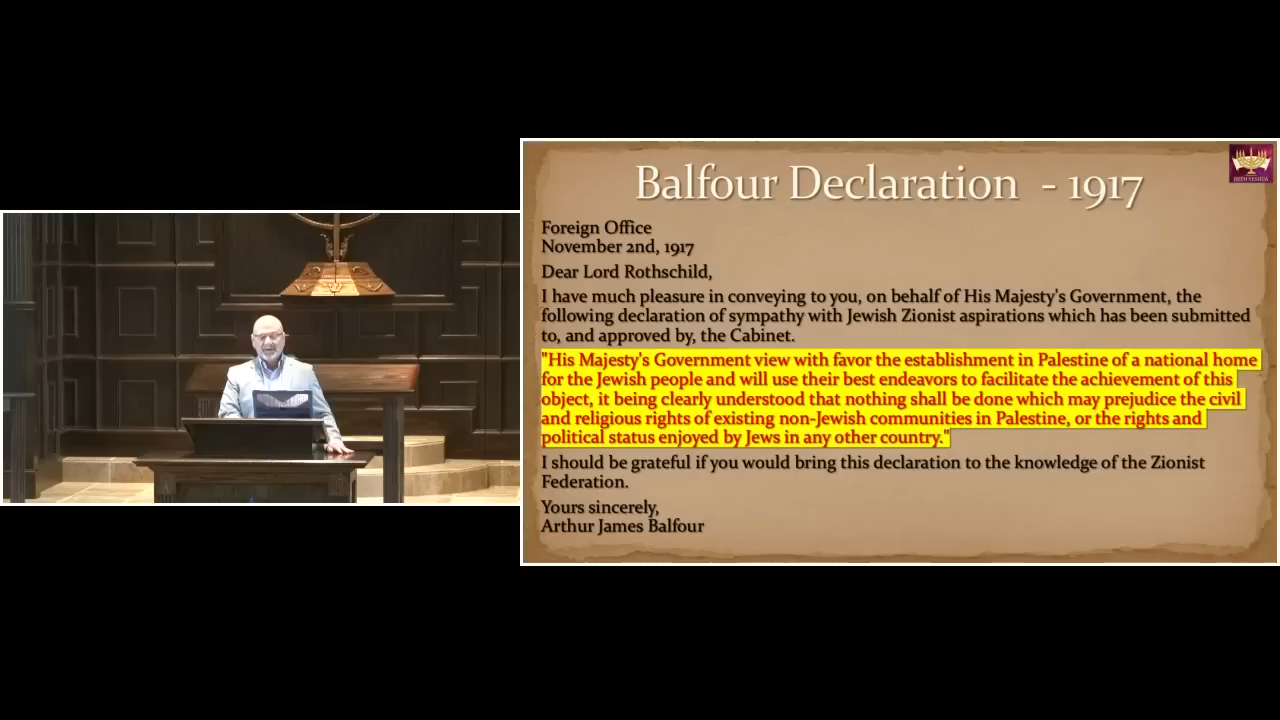 Balfour Declaration - 1917
BETH YESHUA
Foreign Office
November 2nd, 1917
Dear Lord Rothschild,
I have much pleasure in conveying to you, on behalf of His Majesty's Government, the
following declaration of sympathy with Jewish Zionist aspirations which has been submitted
to, and approved by, the Cabinet.
"His Majesty's Government view with favor the establishment in Palestine of a national home
for the Jewish people and will use their best endeavors to facilitate the achievement of this
object, it being clearly understood that nothing shall be done which may prejudice the civil
and religious rights of existing non-Jewish communities in Palestine, or the rights and
political status enjoyed by Jews in any other country."
I should be grateful if you would bring this declaration to the knowledge of the Zionist
Federation.
Yours sincerely,
Arthur James Balfour